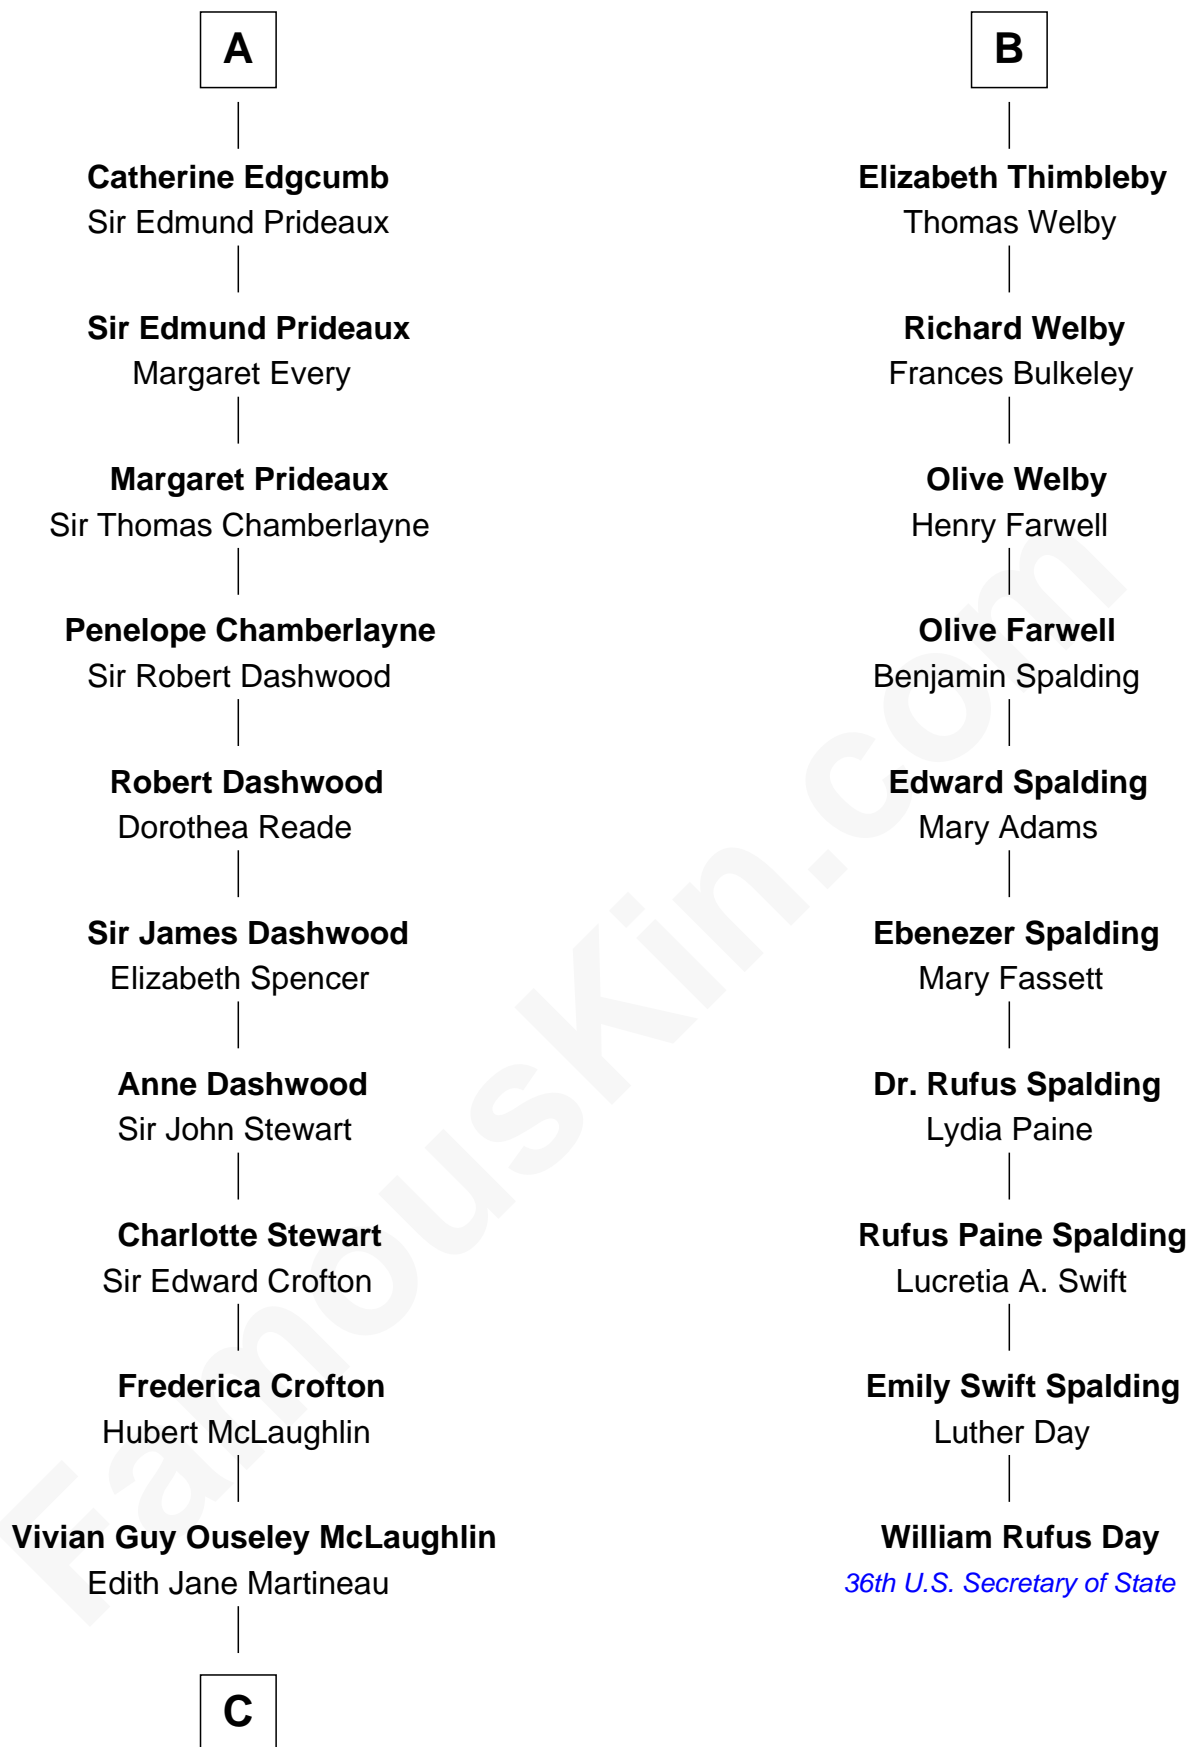 A
Catherine Edgcumb
Sir Edmund Prideaux
Sir Edmund Prideaux
Margaret Every
Margaret Prideaux
Sir Thomas Chamberlayne
Penelope Chamberlayne
Sir Robert Dashwood
Robert Dashwood
Dorothea Reade
Sir James Dashwood
Elizabeth Spencer
Anne Dashwood
Sir John Stewart
Charlotte Stewart
Sir Edward Crofton
Frederica Crofton
Hubert McLaughlin
Vivian Guy Ouseley McLaughlin
Edith Jane Martineau
C
B
Elizabeth Thimbleby
Thomas Welby
Richard Welby
Frances Bulkeley
Olive Welby
Henry Farwell
Olive Farwell
Benjamin Spalding
Edward Spalding
Mary Adams
Ebenezer Spalding
Mary Fassett
Dr. Rufus Spalding
Lydia Paine
Rufus Paine Spalding
Lucretia A. Swift
Emily Swift Spalding
Luther Day
William Rufus Day
36th U.S. Secretary of State
FamousKin.com